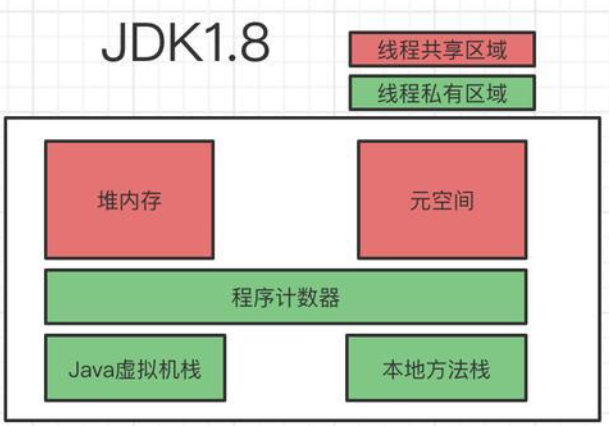 JDK1.8
线程共享区域
线程私有区域
堆内存
元空间
程序计数器
Java虚拟机栈
本地方法栈